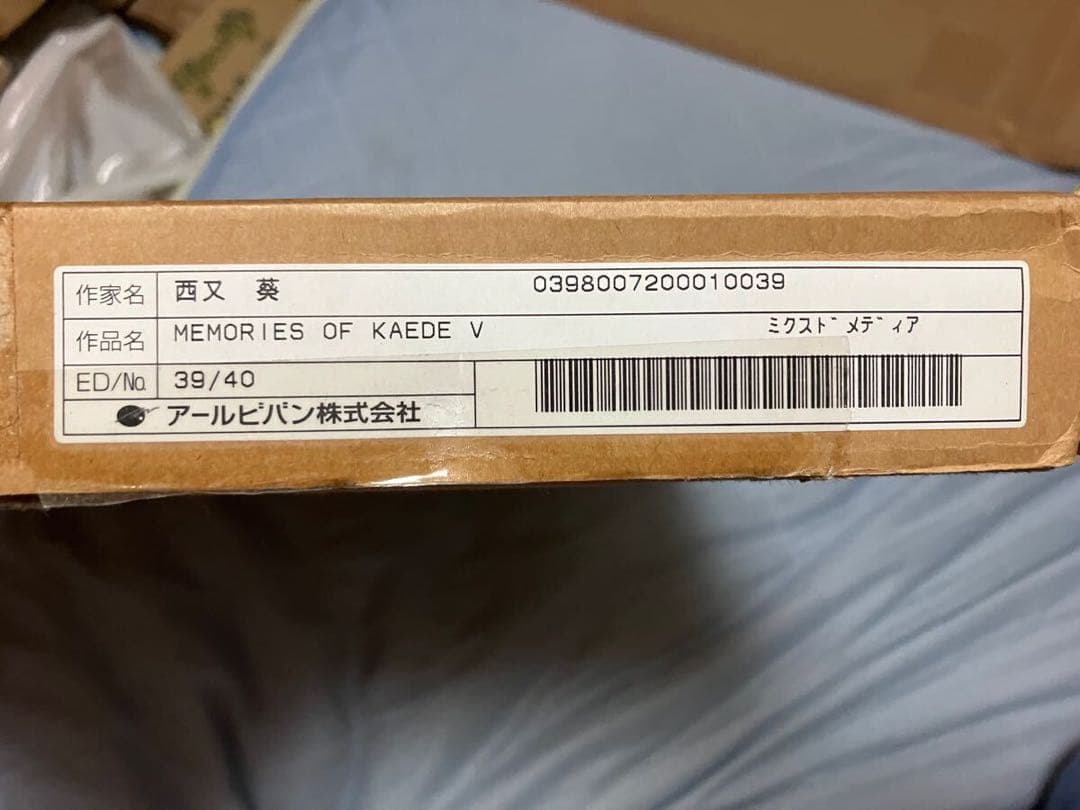 作家名 西又 葵 0398007200010039
作品名 MEMORIES OF KAEDE V ミクストﾞメディア
ED/No. 39/40
アールビバン株式会社